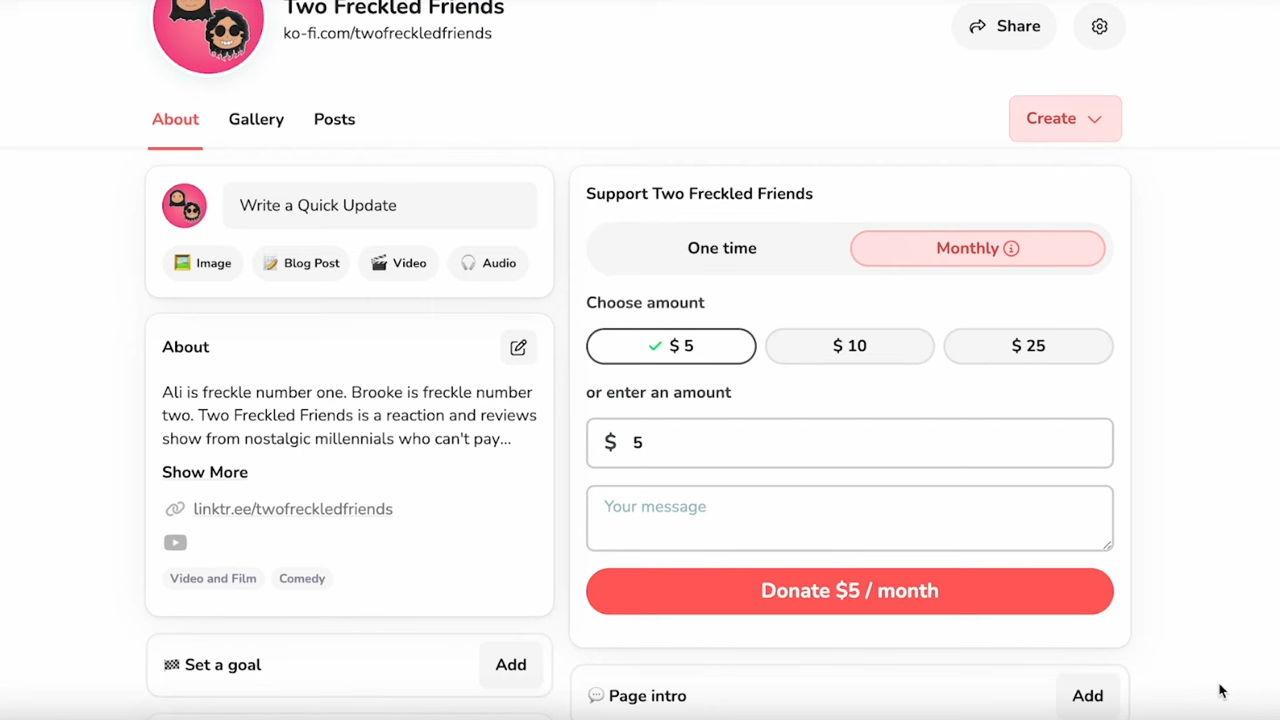 Two Freckled Friends
ko-fi.com/twofreckledfriends
Share
About
Gallery
Posts
Create
Write a Quick Update
Image
Blog Post
Video
Audio
About
Ali is freckle number one. Brooke is freckle number
two. Two Freckled Friends is a reaction and reviews
show from nostalgic millennials who can't pay...
Show More
linktr.ee/twofreckledfriends
Video and Film
Comedy
Set a goal
Add
Support Two Freckled Friends
One time
Monthly
Choose amount
$ 5
$ 10
$ 25
or enter an amount
$ 5
Your message
Donate $5 / month
Page intro
Add